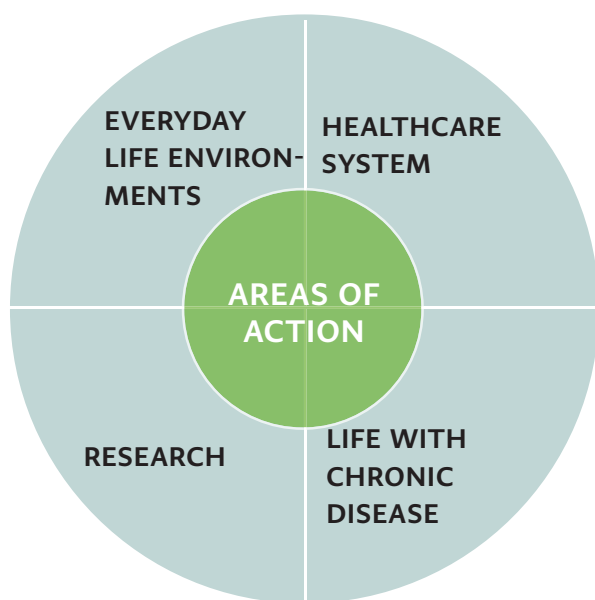 EVERYDAY
LIFE ENVIRON-
MENTS
HEALTHCARE
SYSTEM
AREAS OF
ACTION
RESEARCH
LIFE WITH
CHRONIC
DISEASE